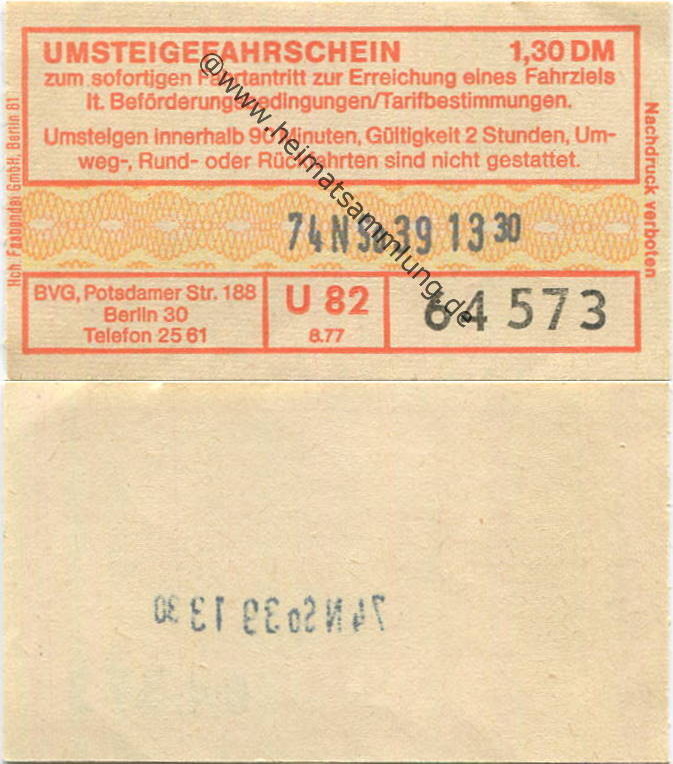 UMSTEIGEFAHRSCHEIN 1,30 DM
zum sofortigen Fahrtantritt zur Erreichung eines Fahrziels
lt. Beförderungsbedingungen/Tarifbestimmungen.
Umsteigen innerhalb 90 Minuten, Gültigkeit 2 Stunden, Um-
weg-, Rund- oder Rückfahrten sind nicht gestattet.
Hch. GmbH, Berlin 61
Nachdruck verboten
74 N So 39 13 30
BVG, Potsdamer Str. 188
Berlin 30
Telefon 25 61
U 82
8.77
64 573
@www.heimatsammlung.de
74 N So 39 13 30